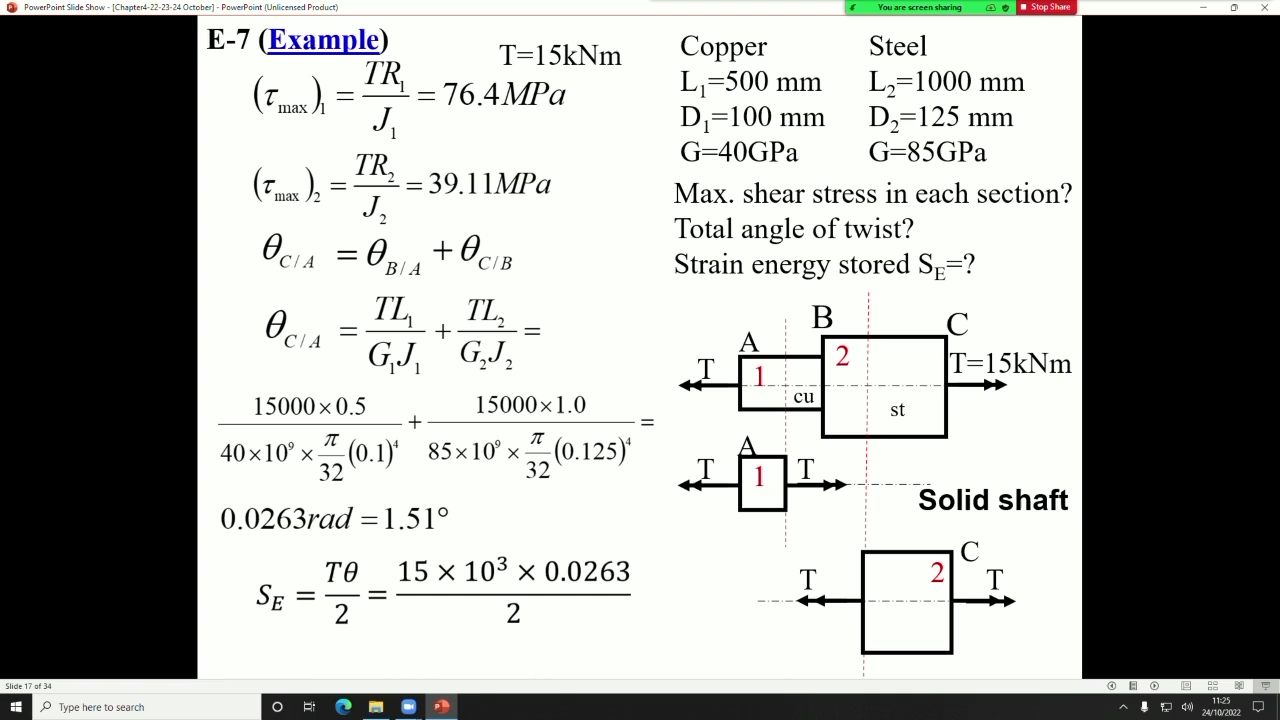 PowerPoint Slide Show - [Chapter4-22-23-24 October] - PowerPoint (Unlicensed Product)
You are screen sharing
Stop Share
E-7 (Example)
T=15kNm
(τmax)1 = TR1/J1 = 76.4MPa
(τmax)2 = TR2/J2 = 39.11MPa
θC/A = θB/A + θC/B
θC/A = TL1/G1J1 + TL2/G2J2 =
15000×0.5 / 40×10⁹×π/32(0.1)⁴ + 15000×1.0 / 85×10⁹×π/32(0.125)⁴ =
0.0263rad = 1.51°
SE = Tθ/2 = 15 × 10³ × 0.0263 / 2
Copper Steel
L1=500 mm L2=1000 mm
D1=100 mm D2=125 mm
G=40GPa G=85GPa
Max. shear stress in each section?
Total angle of twist?
Strain energy stored SE=?
A B C
T 1 2 T=15kNm
cu st
A
T 1 T
Solid shaft
C
T 2 T
Slide 17 of 34
Type here to search
11:25
24/10/2022